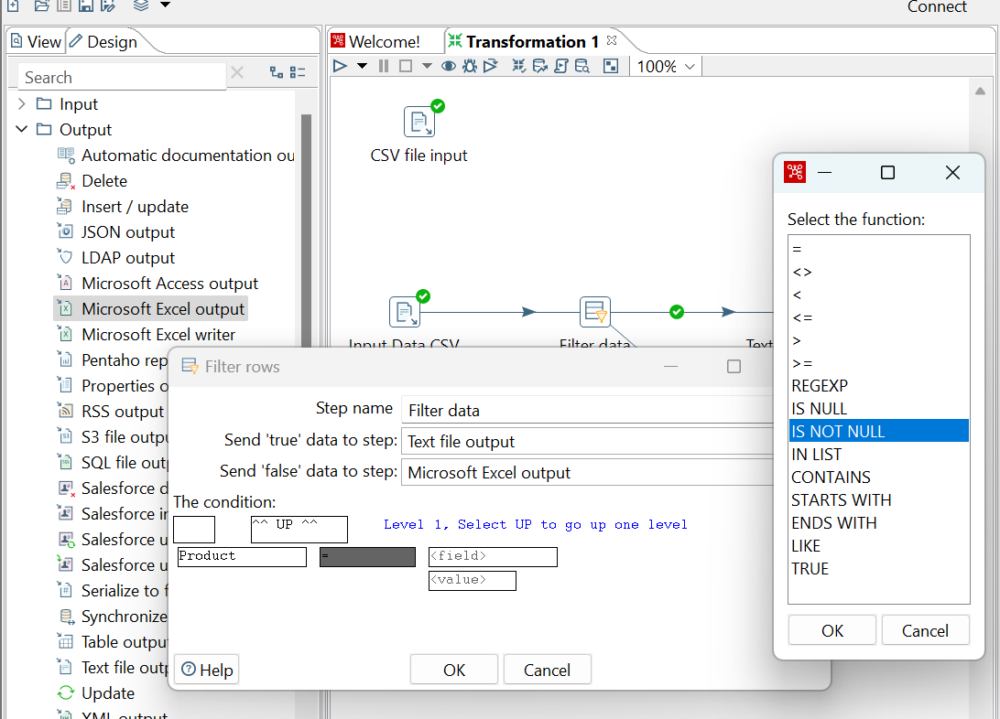 Connect
View
Design
Welcome!
Transformation 1
Search
100%
Input
Output
Automatic documentation ou
Delete
Insert / update
JSON output
LDAP output
Microsoft Access output
Microsoft Excel output
Microsoft Excel writer
Pentaho rep
Properties o
RSS output
S3 file outpu
SQL file outp
Salesforce d
Salesforce in
Salesforce u
Salesforce u
Serialize to f
Synchronize
Table output
Text file outp
Update
XML output
CSV file input
Input Data CSV
Filter data
Text
Filter rows
Step name
Filter data
Send 'true' data to step:
Text file output
Send 'false' data to step:
Microsoft Excel output
The condition:
^^ UP ^^
Level 1, Select UP to go up one level
Product
=
<field>
<value>
Help
OK
Cancel
Select the function:
=
<>
<
<=
>
>=
REGEXP
IS NULL
IS NOT NULL
IN LIST
CONTAINS
STARTS WITH
ENDS WITH
LIKE
TRUE
OK
Cancel